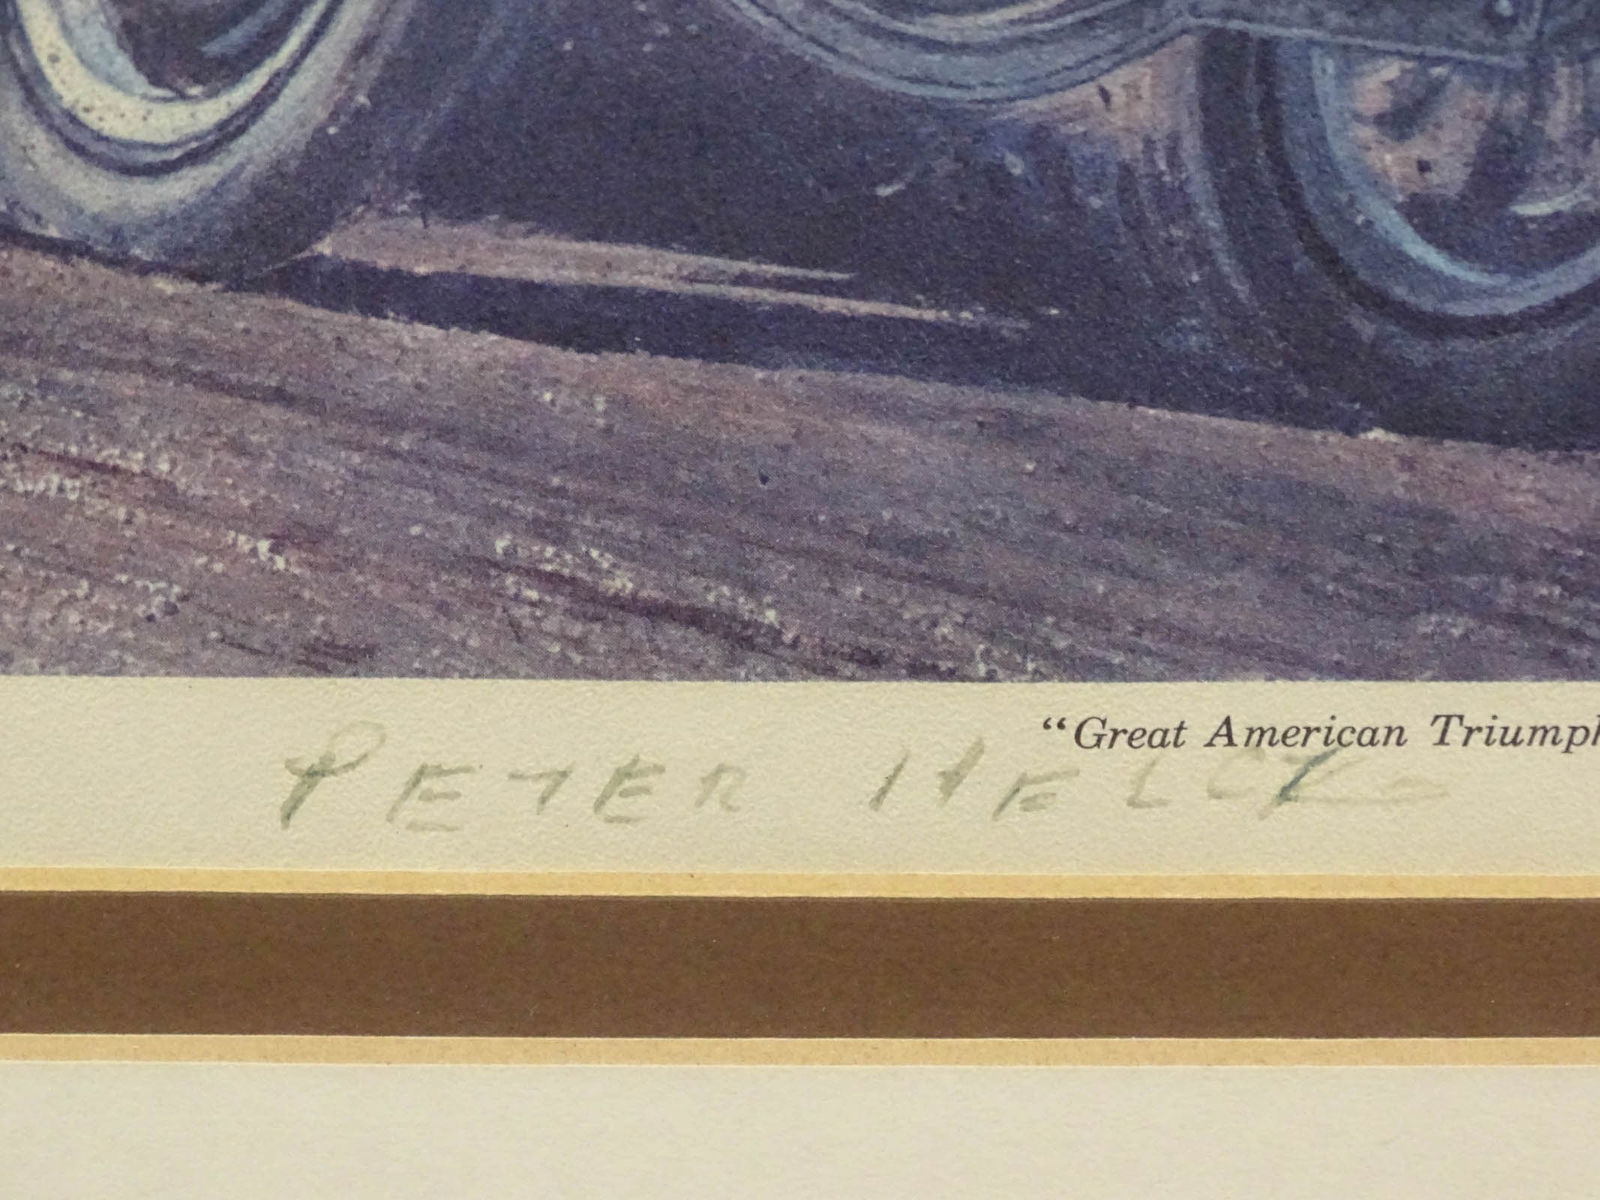 “Great American Triumph
PETER HELCK